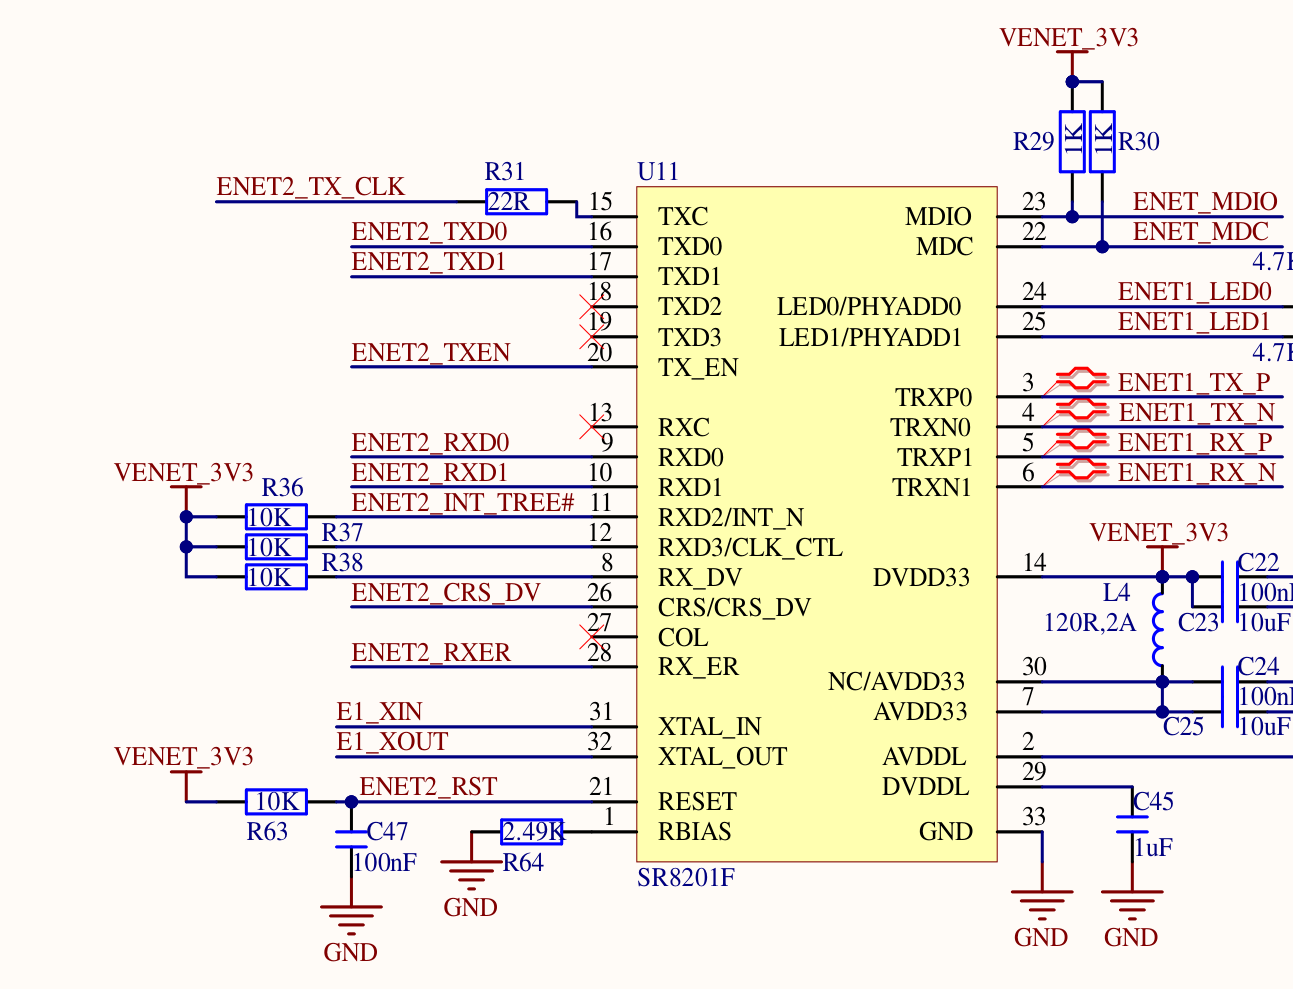 VENET_3V3
R29 1K 1K R30
R31
U11
ENET2_TX_CLK 22R 15 TXC MDIO 23 ENET_MDIO
ENET2_TXD0 16 TXD0 MDC 22 ENET_MDC
ENET2_TXD1 17 TXD1
18 TXD2 LED0/PHYADD0 24 ENET1_LED0
19 TXD3 LED1/PHYADD1 25 ENET1_LED1
ENET2_TXEN 20 TX_EN
TRXP0 3 ENET1_TX_P
13 RXC TRXN0 4 ENET1_TX_N
ENET2_RXD0 9 RXD0 TRXP1 5 ENET1_RX_P
ENET2_RXD1 10 RXD1 TRXN1 6 ENET1_RX_N
VENET_3V3
R36 10K ENET2_INT_TREE# 11 RXD2/INT_N
R37 10K 12 RXD3/CLK_CTL
R38 10K 8 RX_DV DVDD33 14
VENET_3V3
C22
L4
120R,2A
C23 10uF
ENET2_CRS_DV 26 CRS/CRS_DV
27 COL
ENET2_RXER 28 RX_ER
NC/AVDD33 30
C24
AVDD33 7
C25 10uF
E1_XIN 31 XTAL_IN
E1_XOUT 32 XTAL_OUT AVDDL 2
VENET_3V3
DVDDL 29
C45
1uF
10K ENET2_RST 21 RESET
R63
C47
100nF
2.49K 1 RBIAS GND 33
R64
SR8201F
GND
GND
GND
GND